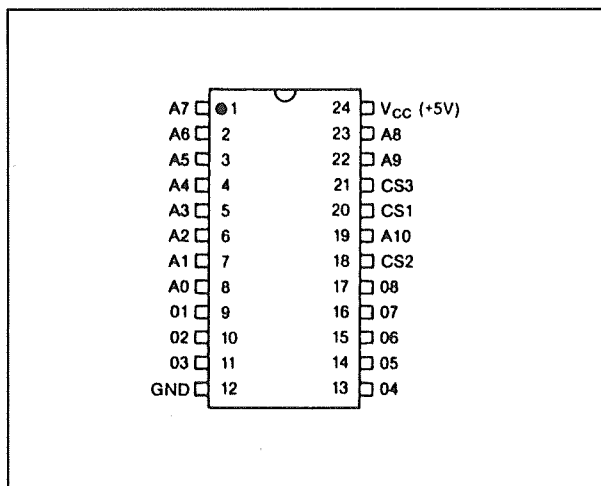 A7 1 24 VCC (+5V)
A6 2 23 A8
A5 3 22 A9
A4 4 21 CS3
A3 5 20 CS1
A2 6 19 A10
A1 7 18 CS2
A0 8 17 08
01 9 16 07
02 10 15 06
03 11 14 05
GND 12 13 04